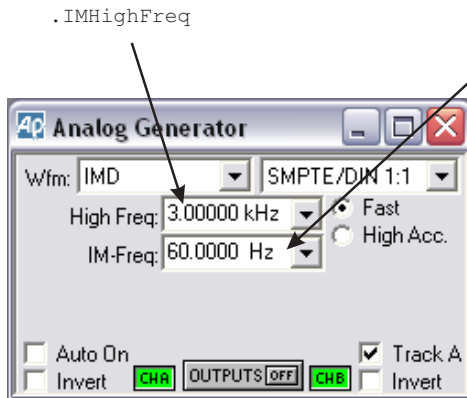 .IMHighFreq
Ap Analog Generator
Wfm: IMD SMPTE/DIN 1:1
High Freq: 3.00000 kHz Fast
IM-Freq: 60.0000 Hz High Acc.
Auto On Track A
Invert CHA OUTPUTS OFF CHB Invert